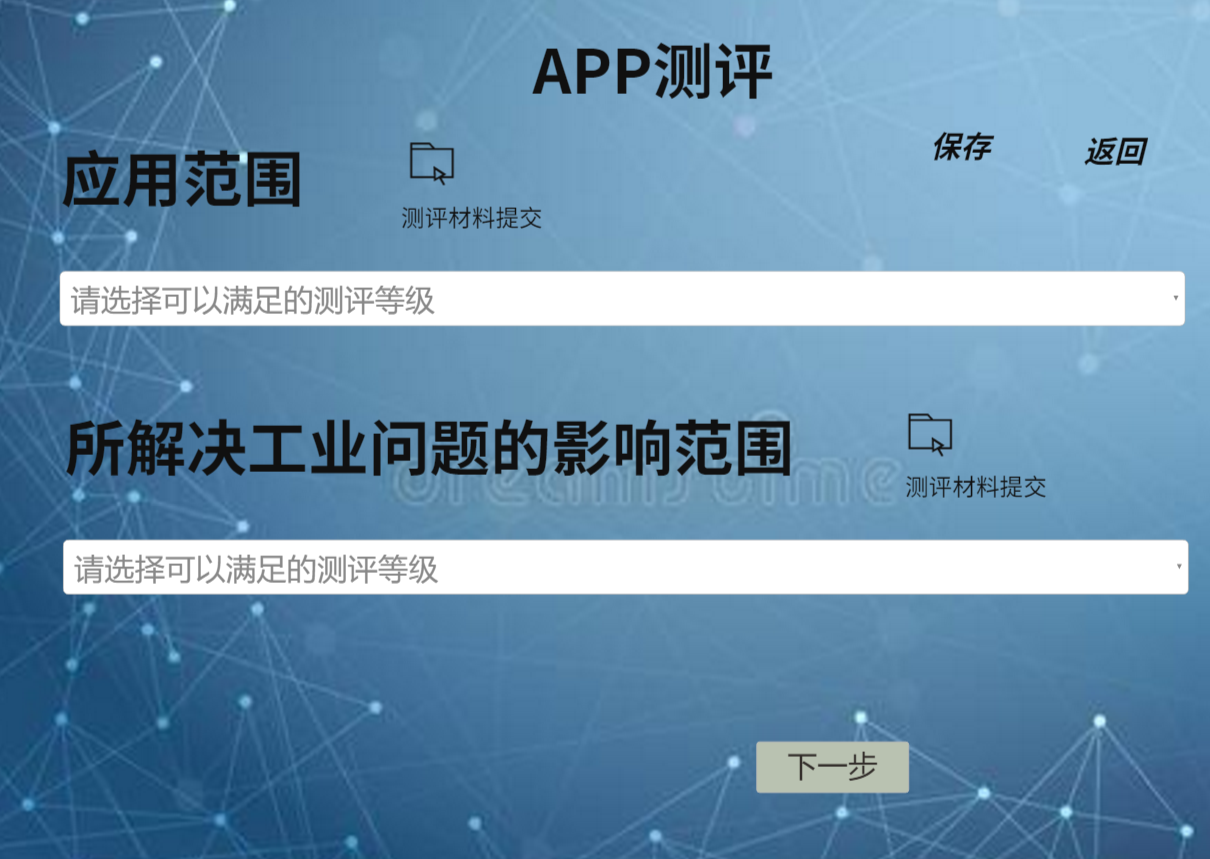 APP测评
保存
返回
应用范围
测评材料提交
请选择可以满足的测评等级
所解决工业问题的影响范围
测评材料提交
请选择可以满足的测评等级
下一步